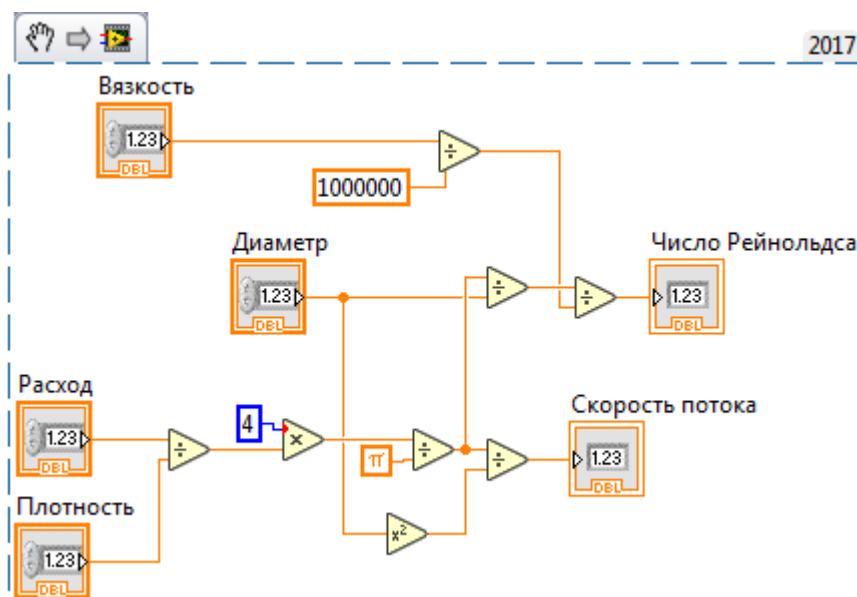 2017
Вязкость
1.23
DBL
÷
1000000
Диаметр
1.23
DBL
÷
÷
Число Рейнольдса
1.23
DBL
Расход
1.23
DBL
÷
4
×
π
÷
÷
Скорость потока
1.23
DBL
Плотность
1.23
DBL
x²